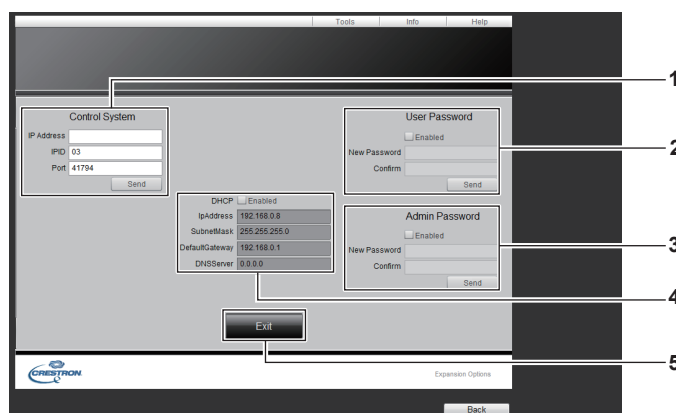 Tools Info Help
1
Control System
IP Address
IPID 03
Port 41794
Send
User Password
Enabled
New Password
Confirm
Send
2
DHCP Enabled
IpAddress 192.168.0.8
SubnetMask 255.255.255.0
DefaultGateway 192.168.0.1
DNSServer 0.0.0.0
Admin Password
Enabled
New Password
Confirm
Send
3
4
Exit
5
CRESTRON
Expansion Options
Back